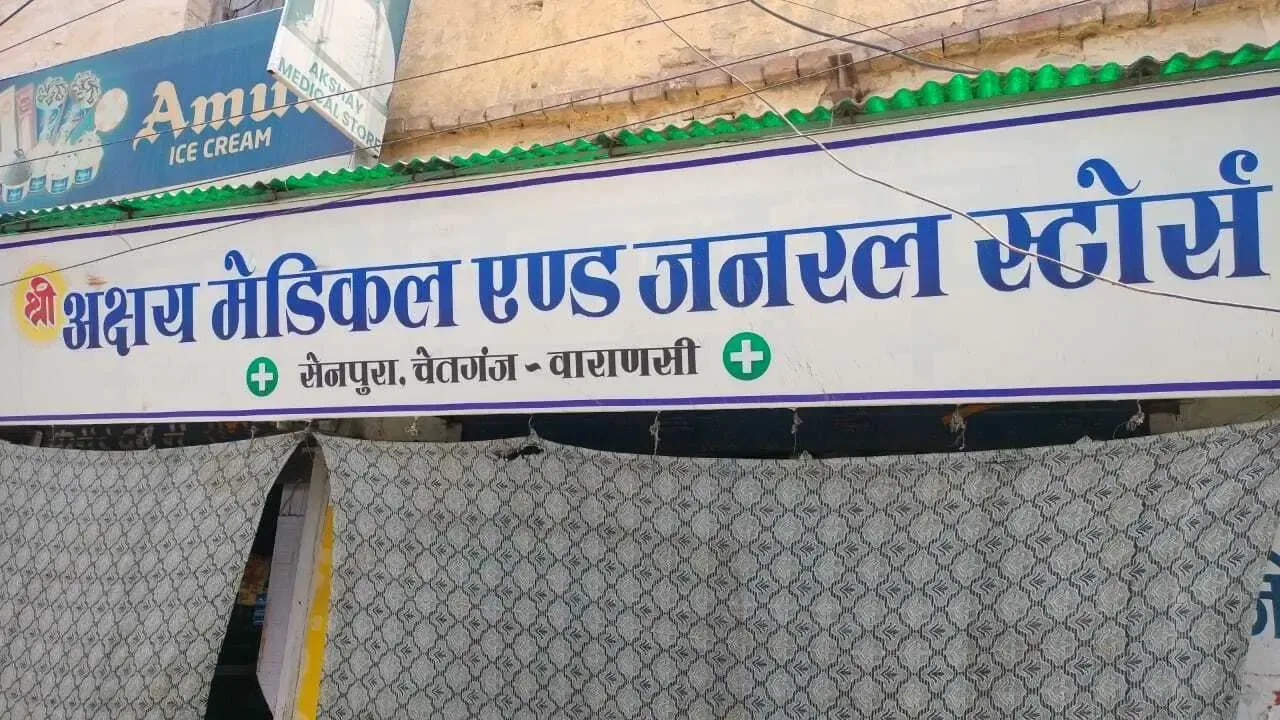 Amul
ICE CREAM
AKSHAY
MEDICAL STORE
श्री अक्षय मेडिकल एण्ड जनरल स्टोर्स
सेनपुरा, चेतगंज - वाराणसी